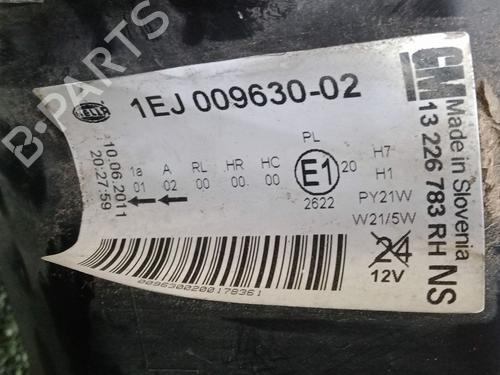 B-PARTS
HELLA
1EJ 009630-02
GM
Made in Slovenia
13 226 783 RH
NS
10.06.2011
20:27:59
1a A RL HR HC PL
01 02 00 00 00 E1 20
2622
H7
H1
PY21W
W21/5W
24
12V
0096300200178361